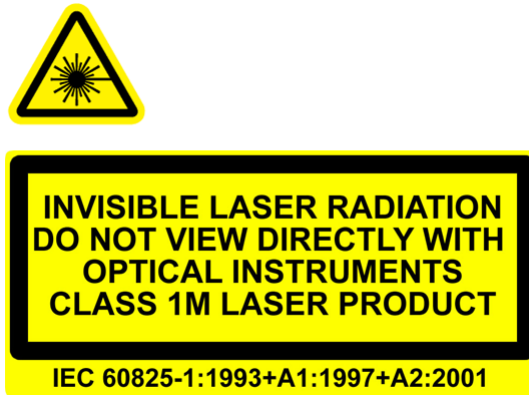 INVISIBLE LASER RADIATION
DO NOT VIEW DIRECTLY WITH
OPTICAL INSTRUMENTS
CLASS 1M LASER PRODUCT
IEC 60825-1:1993+A1:1997+A2:2001